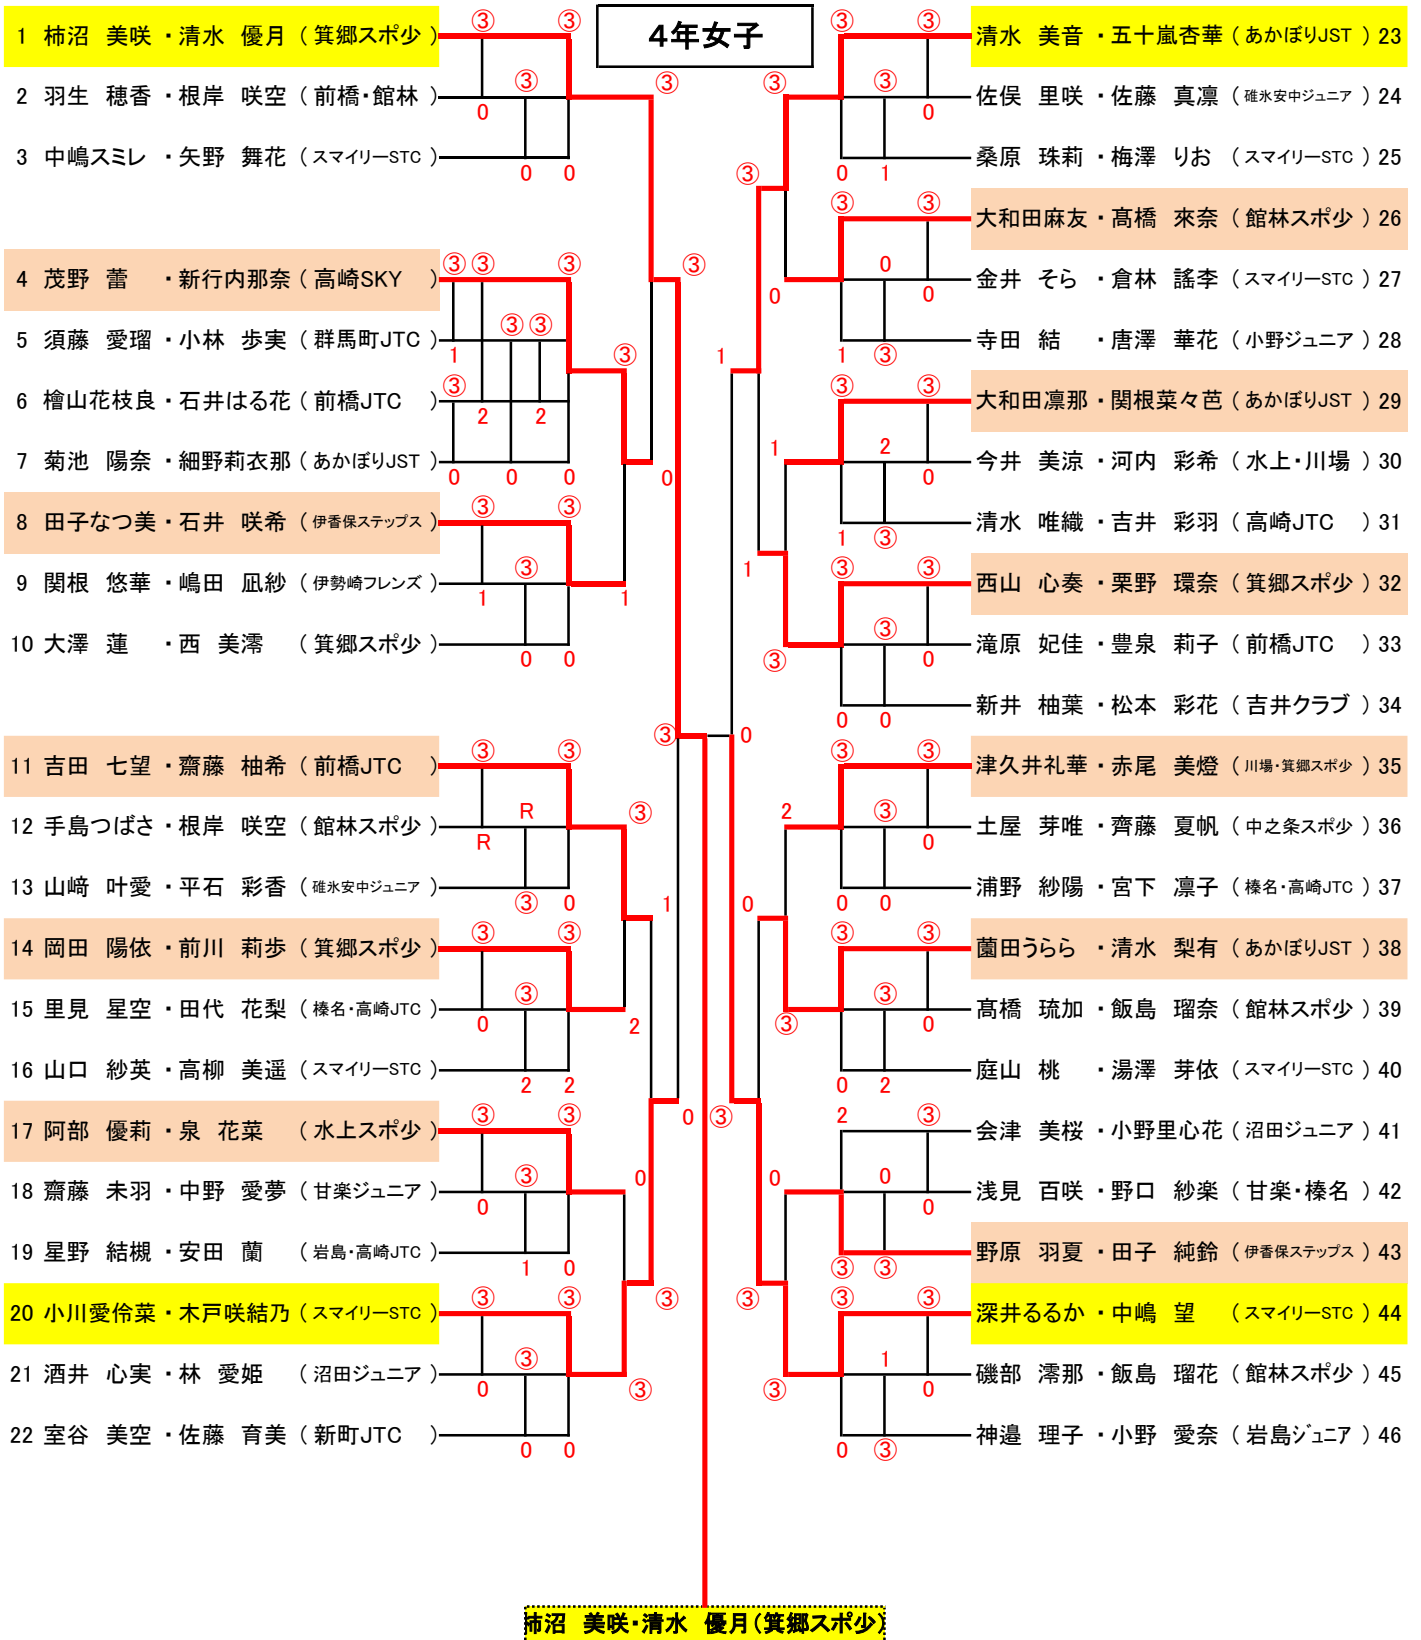 4年女子
1 柿沼 美咲・清水 優月（箕郷スポ少）
2 羽生 穂香・根岸 咲空（前橋・館林）
3 中嶋スミレ・矢野 舞花（スマイリーSTC）
4 茂野 蕾 ・新行内那奈（高崎SKY ）
5 須藤 愛瑠・小林 歩実（群馬町JTC）
6 檜山花枝良・石井はる花（前橋JTC ）
7 菊池 陽奈・細野莉衣那（あかぼりJST）
8 田子なつ美・石井 咲希（伊香保ステップス）
9 関根 悠華・嶋田 凪紗（伊勢崎フレンズ）
10 大澤 蓮 ・西 美澪 （箕郷スポ少）
11 吉田 七望・齋藤 柚希（前橋JTC ）
12 手島つばさ・根岸 咲空（館林スポ少）
13 山﨑 叶愛・平石 彩香（碓氷安中ジュニア）
14 岡田 陽依・前川 莉歩（箕郷スポ少）
15 里見 星空・田代 花梨（榛名・高崎JTC）
16 山口 紗英・高柳 美遥（スマイリーSTC）
17 阿部 優莉・泉 花菜 （水上スポ少）
18 齋藤 未羽・中野 愛夢（甘楽ジュニア）
19 星野 結槻・安田 蘭 （岩島・高崎JTC）
20 小川愛伶菜・木戸咲結乃（スマイリーSTC）
21 酒井 心実・林 愛姫 （沼田ジュニア）
22 室谷 美空・佐藤 育美（新町JTC ）
清水 美音・五十嵐杏華（あかぼりJST）23
佐俣 里咲・佐藤 真凛（碓氷安中ジュニア）24
桑原 珠莉・梅澤 りお（スマイリーSTC）25
大和田麻友・髙橋 來奈（館林スポ少）26
金井 そら・倉林 謠李（スマイリーSTC）27
寺田 結 ・唐澤 華花（小野ジュニア）28
大和田凛那・関根菜々芭（あかぼりJST）29
今井 美涼・河内 彩希（水上・川場）30
清水 唯織・吉井 彩羽（高崎JTC ）31
西山 心奏・栗野 環奈（箕郷スポ少）32
滝原 妃佳・豊泉 莉子（前橋JTC ）33
新井 柚葉・松本 彩花（吉井クラブ）34
津久井礼華・赤尾 美燈（川場・箕郷スポ少）35
土屋 芽唯・齊藤 夏帆（中之条スポ少）36
浦野 紗陽・宮下 凛子（榛名・高崎JTC）37
薗田うらら・清水 梨有（あかぼりJST）38
髙橋 琉加・飯島 瑠奈（館林スポ少）39
庭山 桃 ・湯澤 芽依（スマイリーSTC）40
会津 美桜・小野里心花（沼田ジュニア）41
浅見 百咲・野口 紗楽（甘楽・榛名）42
野原 羽夏・田子 純鈴（伊香保ステップス）43
深井るるか・中嶋 望 （スマイリーSTC）44
磯部 澪那・飯島 瑠花（館林スポ少）45
神邉 理子・小野 愛奈（岩島ジュニア）46
柿沼 美咲・清水 優月（箕郷スポ少）